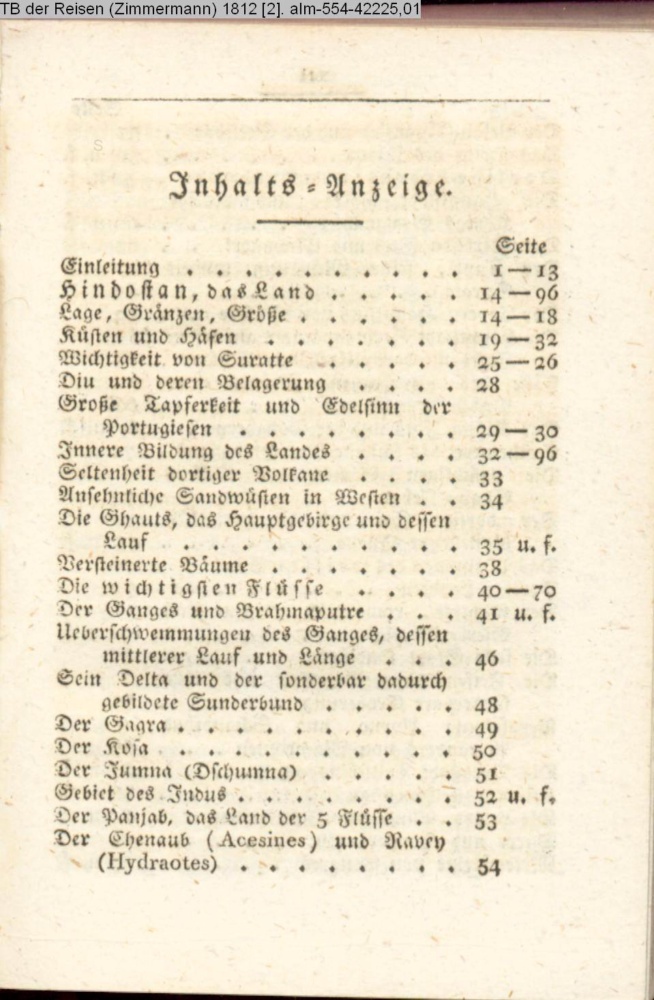 TB der Reisen (Zimmermann) 1812 [2]. alm-554-42225,01
Inhalts-Anzeige.
Seite
Einleitung . . . . . . . . . 1—13
Hindostan, das Land . . . . . 14—96
Lage, Gränzen, Größe . . . . . . 14—18
Küsten und Häfen . . . . . . . 19—32
Wichtigkeit von Suratte . . . . . 25—26
Diu und deren Belagerung . . . . 28
Große Tapferkeit und Edelsinn der
Portugiesen . . . . . . . . 29—30
Innere Bildung des Landes . . . . 32—96
Seltenheit dortiger Volkane . . . . 33
Ansehnliche Sandwüsten in Westen . . 34
Die Ghauts, das Hauptgebirge und dessen
Lauf . . . . . . . . . . 35 u. f.
Versteinerte Bäume . . . . . . . 38
Die wichtigsten Flüsse . . . . 40—70
Der Ganges und Brahmaputre . . . 41 u. f.
Ueberschwemmungen des Ganges, dessen
mittlerer Lauf und Länge . . . 46
Sein Delta und der sonderbar dadurch
gebildete Sunderbund . . . . . 48
Der Gagra . . . . . . . . . . 49
Der Kosa . . . . . . . . . . 50
Der Jumna (Dschumna) . . . . . 51
Gebiet des Indus . . . . . . . . 52 u. f.
Der Panjab, das Land der 5 Flüsse . . 53
Der Chenaub (Acesines) und Ravey
(Hydraotes) . . . . . . . . 54